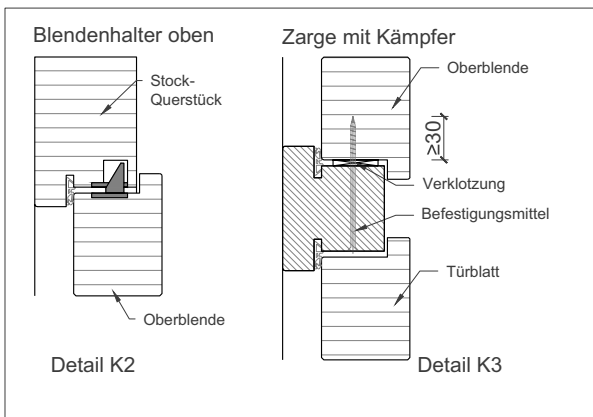 Blendenhalter oben
Stock-
Querstück
Oberblende
Detail K2
Zarge mit Kämpfer
Oberblende
≥30
Verklotzung
Befestigungsmittel
Türblatt
Detail K3